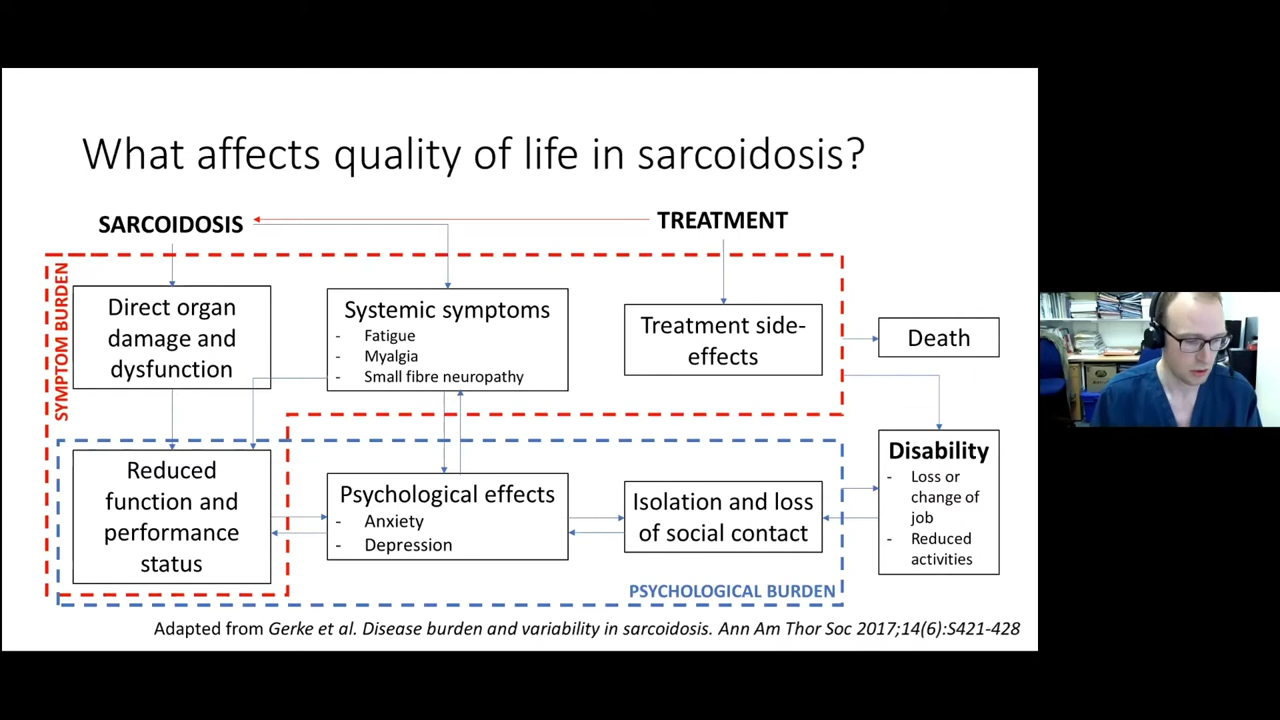 What affects quality of life in sarcoidosis?
SARCOIDOSIS
TREATMENT
SYMPTOM BURDEN
Direct organ
damage and
dysfunction
Systemic symptoms
- Fatigue
- Myalgia
- Small fibre neuropathy
Treatment side-
effects
Death
Reduced
function and
performance
status
Psychological effects
- Anxiety
- Depression
Isolation and loss
of social contact
Disability
- Loss or
change of
job
- Reduced
activities
PSYCHOLOGICAL BURDEN
Adapted from Gerke et al. Disease burden and variability in sarcoidosis. Ann Am Thor Soc 2017;14(6):S421-428